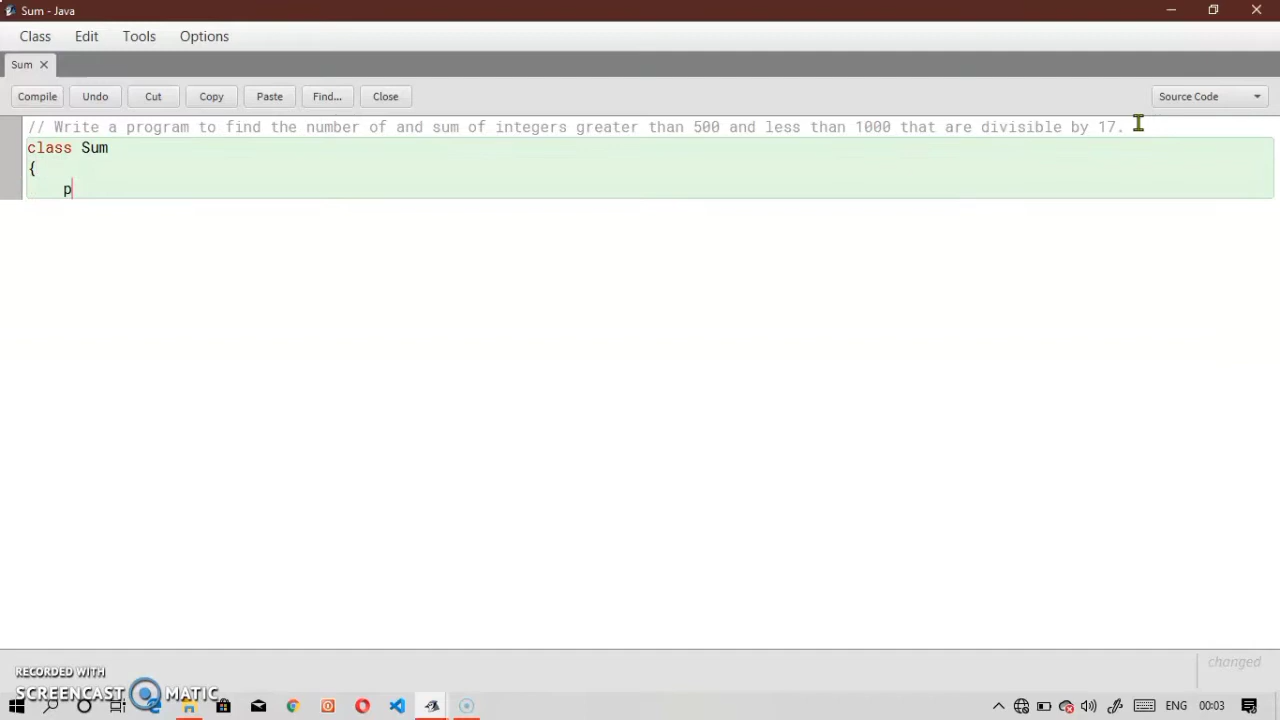 Sum - Java
Class Edit Tools Options
Sum
Compile Undo Cut Copy Paste Find... Close Source Code
// Write a program to find the number of and sum of integers greater than 500 and less than 1000 that are divisible by 17.
class Sum
{
p
changed
RECORDED WITH
SCREENCAST MATIC
ENG 00:03